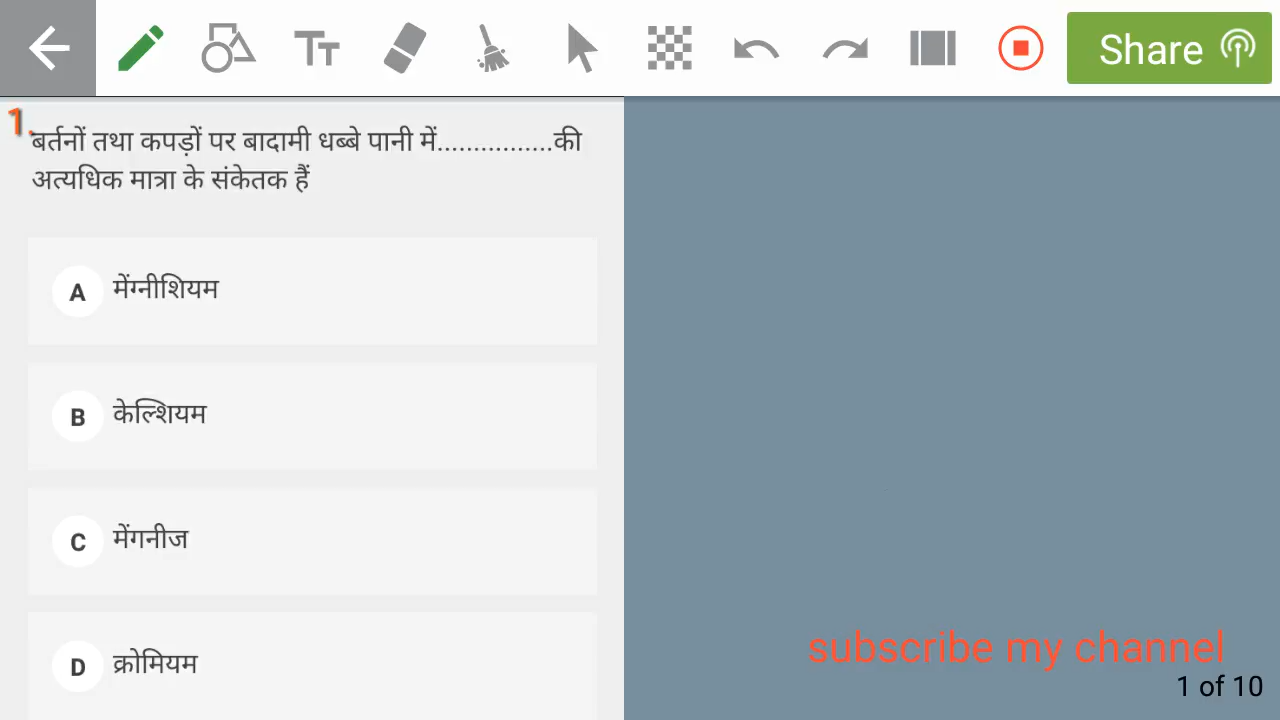 Share
1.
बर्तनों तथा कपड़ों पर बादामी धब्बे पानी में................की
अत्यधिक मात्रा के संकेतक हैं
A मेंग्नीशियम
B केल्शियम
C मेंगनीज
D क्रोमियम
subscribe my channel
1 of 10